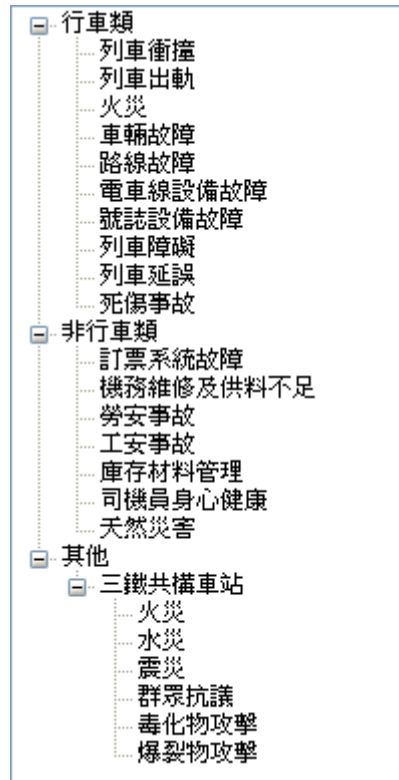 行車類
列車衝撞
列車出軌
火災
車輛故障
路線故障
電車線設備故障
號誌設備故障
列車障礙
列車延誤
死傷事故
非行車類
訂票系統故障
機務維修及供料不足
勞安事故
工安事故
庫存材料管理
司機員身心健康
天然災害
其他
三鐵共構車站
火災
水災
震災
群眾抗議
毒化物攻擊
爆裂物攻擊